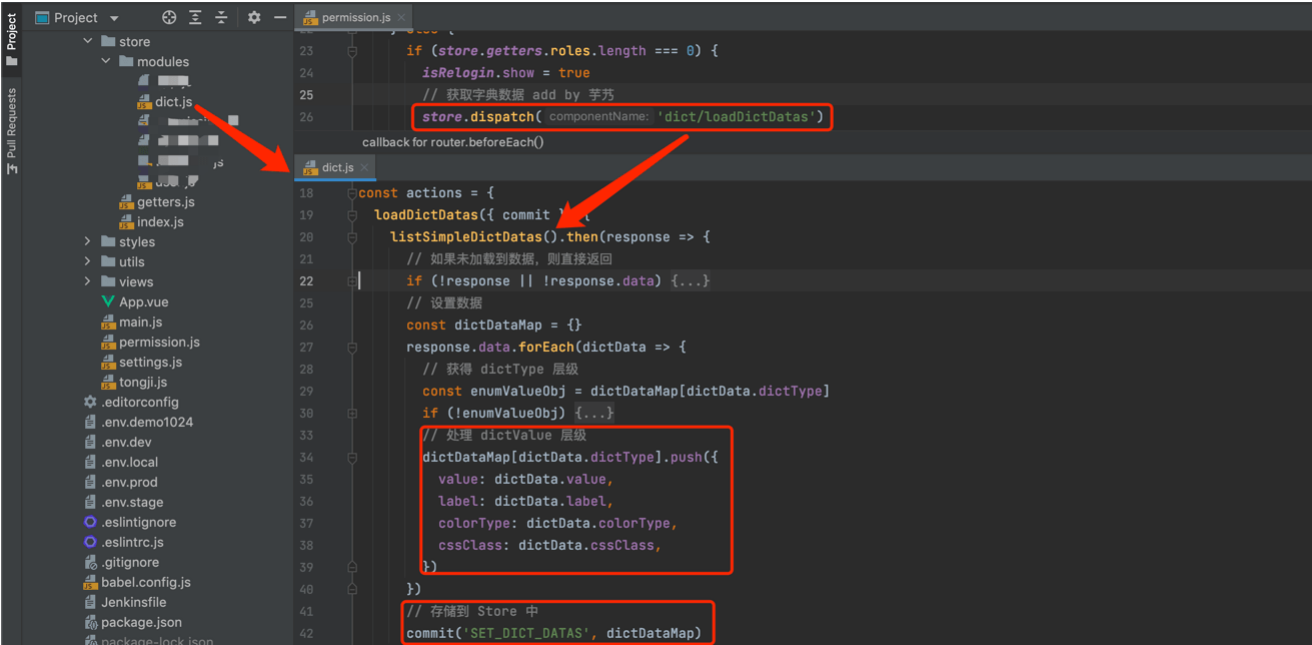 Project
Pull Requests
Project
store
modules
dict.js
js
getters.js
index.js
styles
utils
views
App.vue
main.js
permission.js
settings.js
tongji.js
.editorconfig
.env.demo1024
.env.dev
.env.local
.env.prod
.env.stage
.eslintignore
.eslintrc.js
.gitignore
babel.config.js
Jenkinsfile
package.json
package-lock.json
permission.js
22 } else {
23 if (store.getters.roles.length === 0) {
24 isRelogin.show = true
25 // 获取字典数据 add by 芋艿
26 store.dispatch( componentName: 'dict/loadDictDatas')
callback for router.beforeEach()
dict.js
18 const actions = {
19 loadDictDatas({ commit }) {
20 listSimpleDictDatas().then(response => {
21 // 如果未加载到数据，则直接返回
22 if (!response || !response.data) {...}
25 // 设置数据
26 const dictDataMap = {}
27 response.data.forEach(dictData => {
28 // 获得 dictType 层级
29 const enumValueObj = dictDataMap[dictData.dictType]
30 if (!enumValueObj) {...}
33 // 处理 dictValue 层级
34 dictDataMap[dictData.dictType].push({
35 value: dictData.value,
36 label: dictData.label,
37 colorType: dictData.colorType,
38 cssClass: dictData.cssClass,
39 })
40 })
41 // 存储到 Store 中
42 commit('SET_DICT_DATAS', dictDataMap)